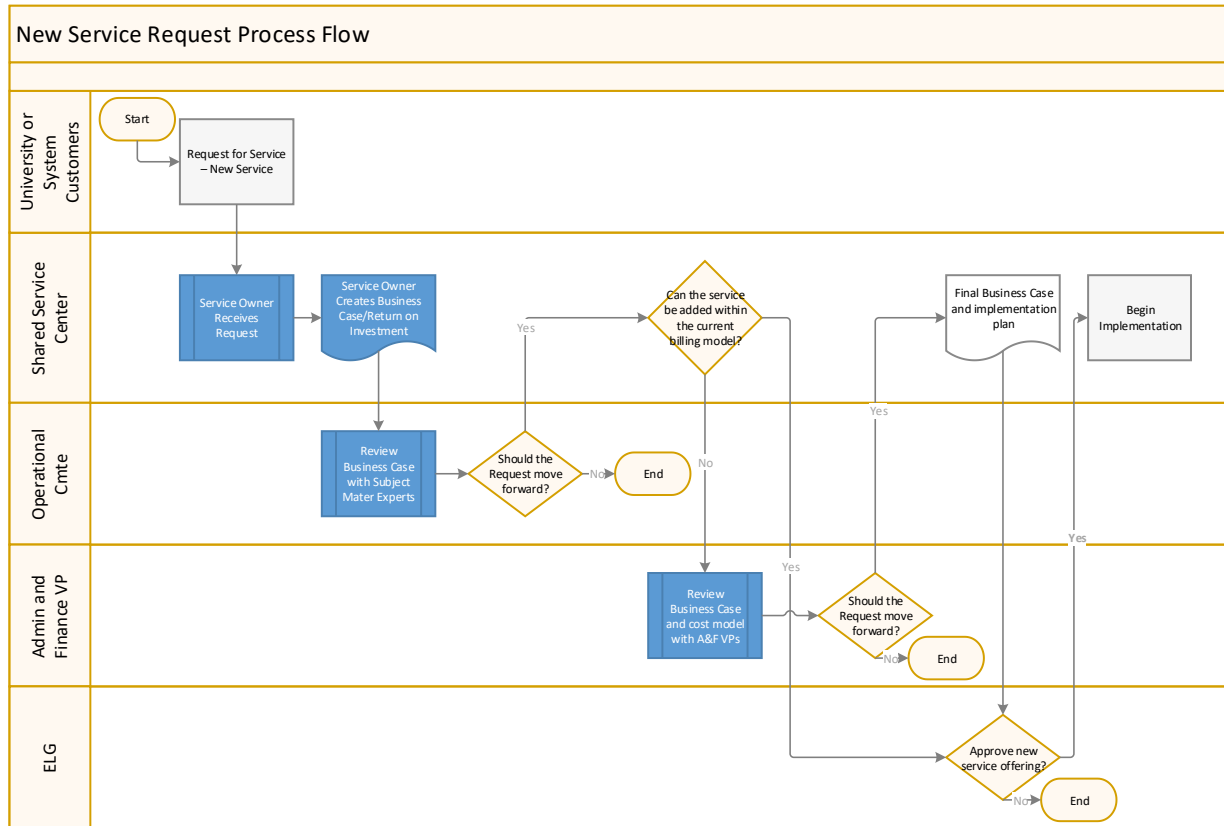 New Service Request Process Flow
University or
System
Customers
Start
Request for Service
– New Service
Shared Service
Center
Service Owner
Receives
Request
Service Owner
Creates Business
Case/Return on
Investment
Yes
Can the service
be added within
the current
billing model?
Final Business Case
and implementation
plan
Begin
Implementation
Operational
Cmte
Review
Business Case
with Subject
Mater Experts
Should the
Request move
forward?
No
End
No
Yes
Yes
Admin and
Finance VP
Yes
Review
Business Case
and cost model
with A&F VPs
Should the
Request move
forward?
No
End
ELG
Approve new
service offering?
No
End